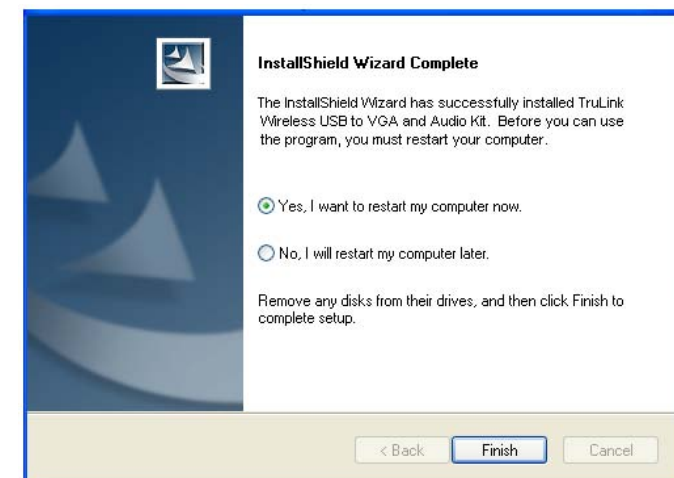 InstallShield Wizard Complete
The InstallShield Wizard has successfully installed TruLink
Wireless USB to VGA and Audio Kit. Before you can use
the program, you must restart your computer.
Yes, I want to restart my computer now.
No, I will restart my computer later.
Remove any disks from their drives, and then click Finish to
complete setup.
< Back Finish Cancel